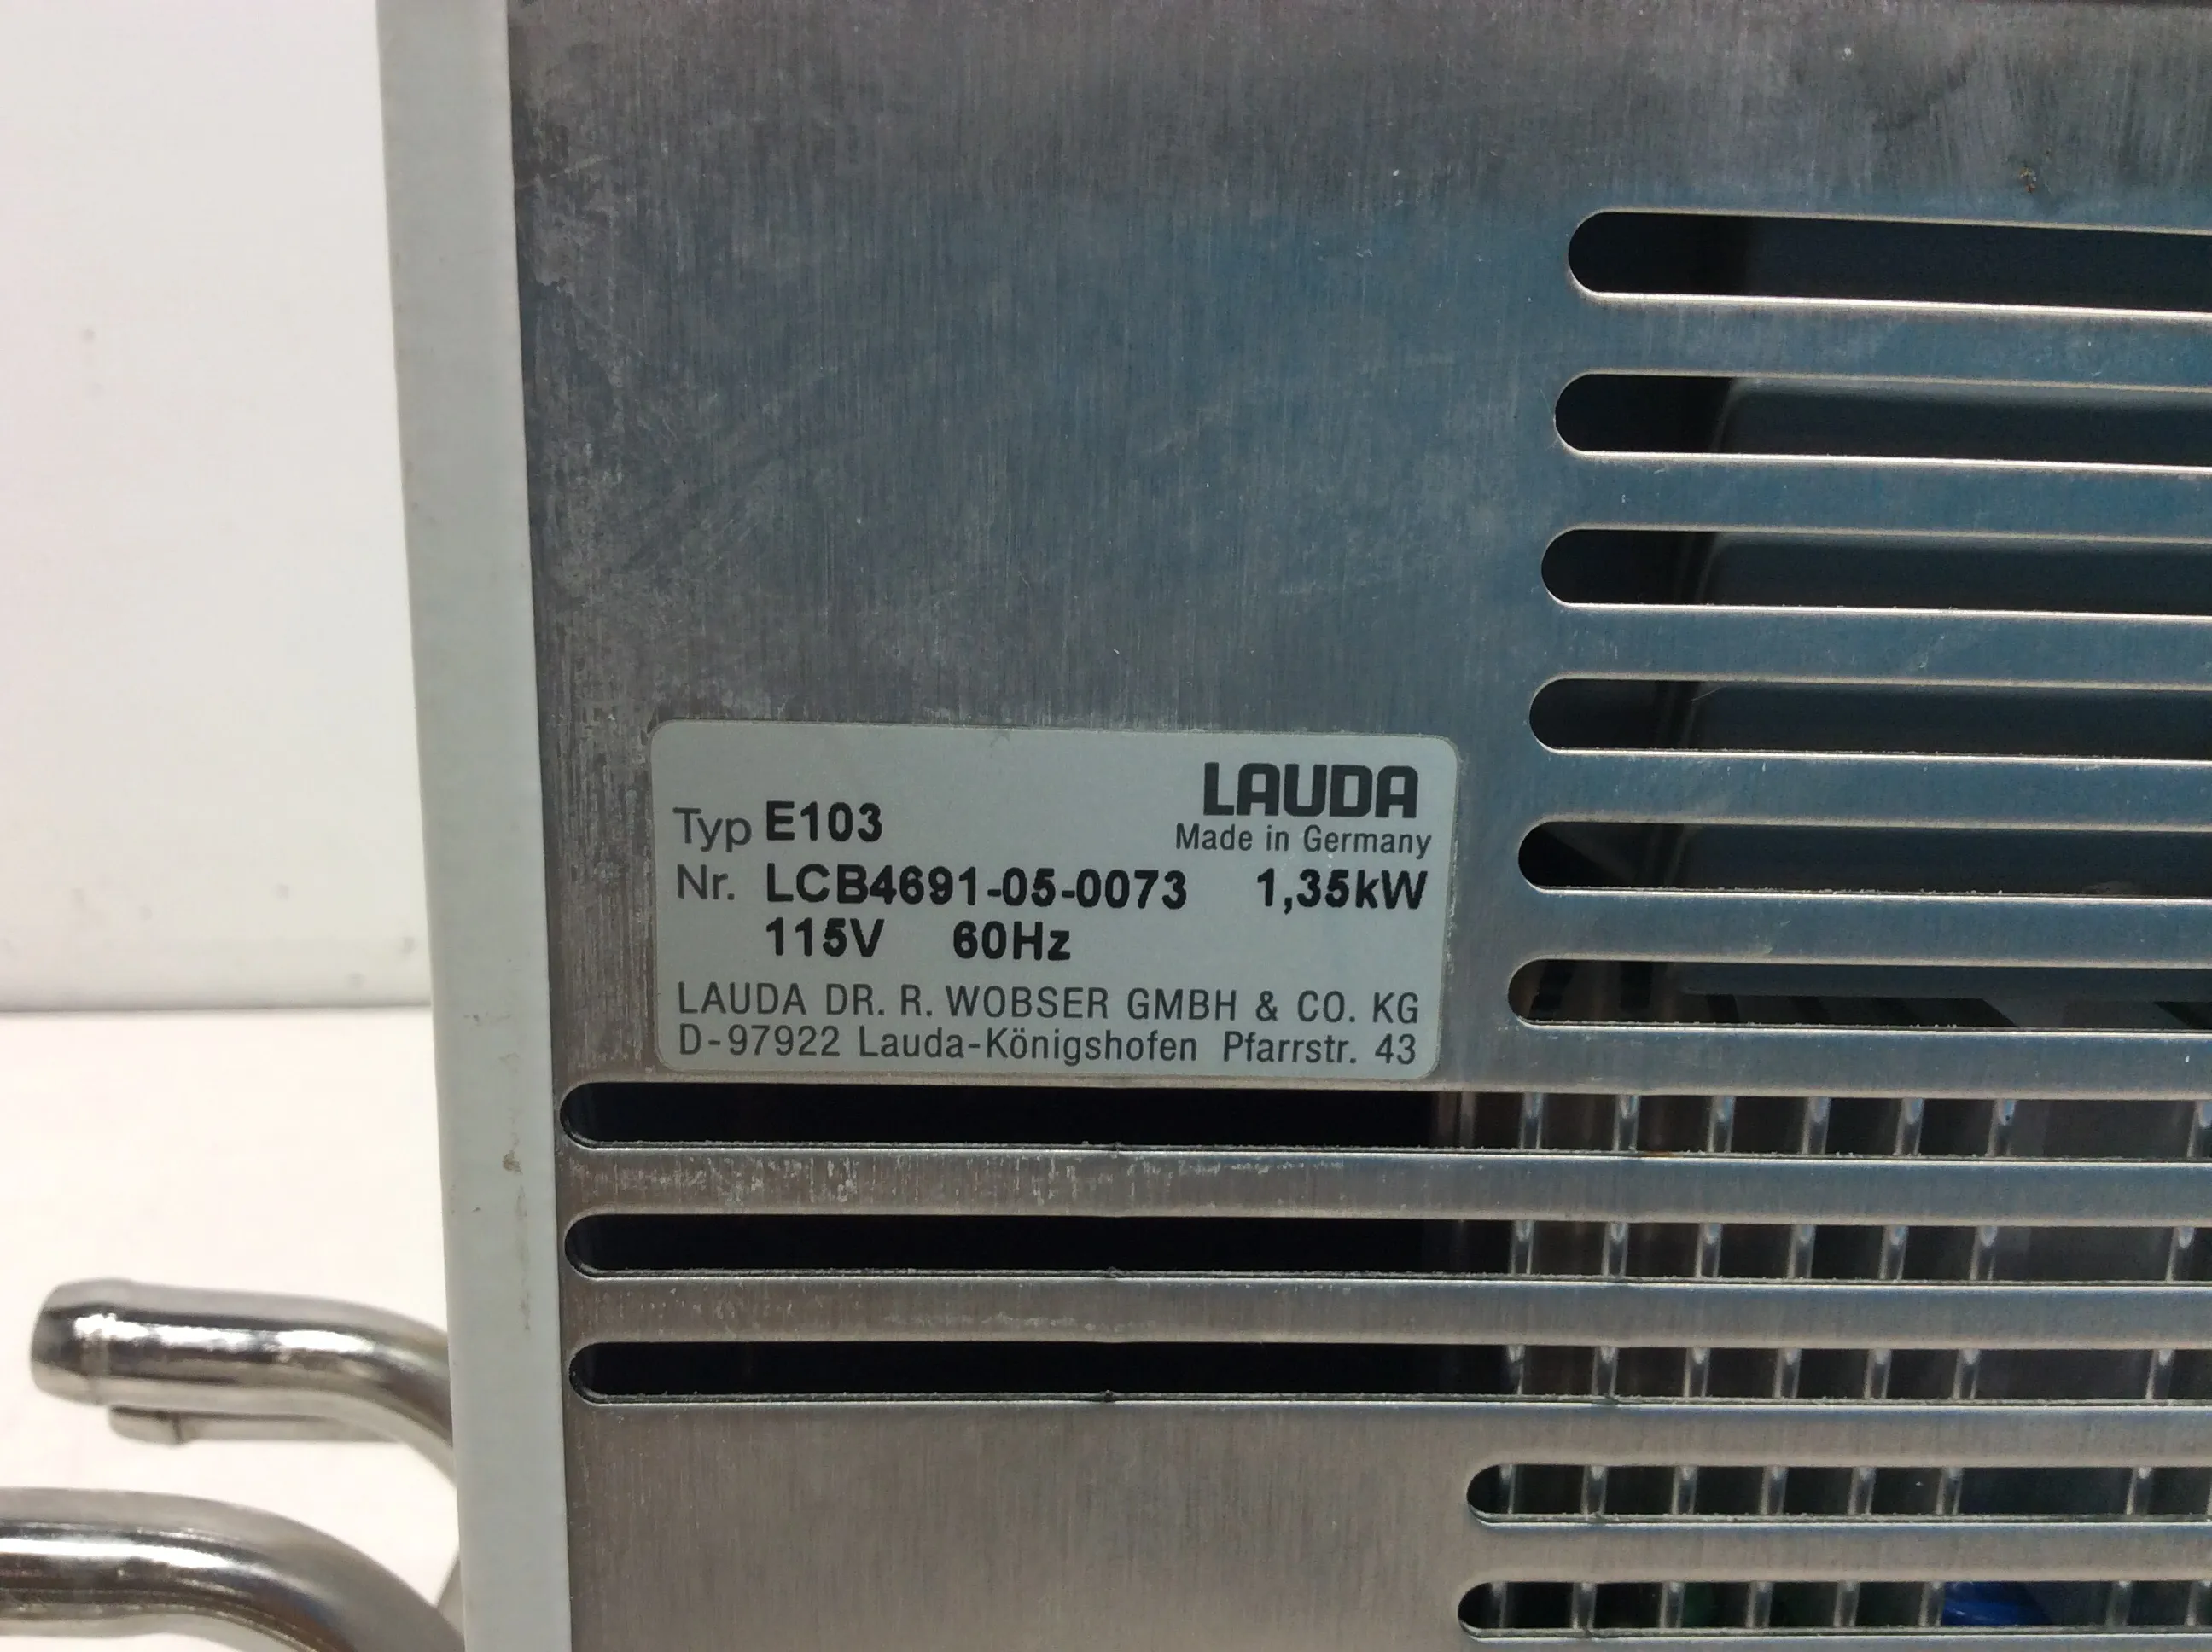 LAUDA
Typ E103
Made in Germany
Nr. LCB4691-05-0073 1,35kW
115V 60Hz
LAUDA DR. R. WOBSER GMBH & CO. KG
D-97922 Lauda-Königshofen Pfarrstr. 43